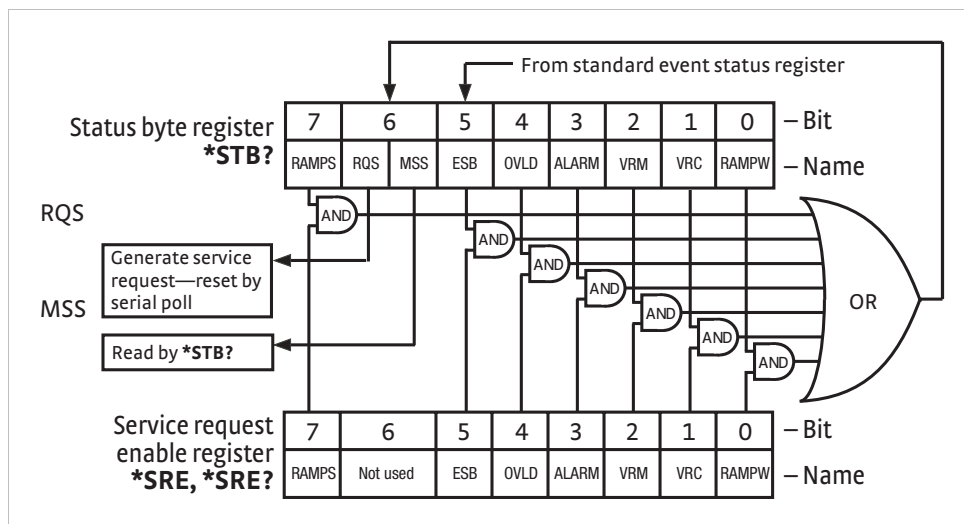 From standard event status register
Status byte register
*STB?
7 6 5 4 3 2 1 0 – Bit
RAMPS RQS MSS ESB OVLD ALARM VRM VRC RAMPW – Name
RQS
AND
AND
AND
AND
AND
AND
AND
OR
Generate service
request—reset by
serial poll
MSS
Read by *STB?
Service request
enable register
*SRE, *SRE?
7 6 5 4 3 2 1 0 – Bit
RAMPS Not used ESB OVLD ALARM VRM VRC RAMPW – Name